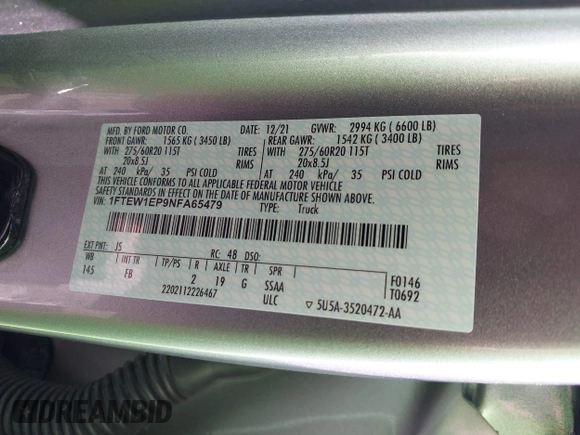 MFD. BY FORD MOTOR CO.
DATE: 12/21 GVWR: 2994 KG ( 6600 LB)
FRONT GAWR: 1565 KG ( 3450 LB) REAR GAWR: 1542 KG ( 3400 LB)
WITH 275/60R20 115T TIRES WITH 275/60R20 115T TIRES
20x8.5J RIMS 20x8.5J RIMS
AT 240 kPa/ 35 PSI COLD AT 240 kPa/ 35 PSI COLD
THIS VEHICLE CONFORMS TO ALL APPLICABLE FEDERAL MOTOR VEHICLE
SAFETY STANDARDS IN EFFECT ON THE DATE OF MANUFACTURE SHOWN ABOVE.
VIN: 1FTEW1EP9NFA65479
TYPE: Truck
EXT PNT: J5 RC: 48 DSO: F0146
WB INT TR TP/PS R AXLE TR SPR T0692
145 FB 2 19 G SSAA
2202112226467 ULC ▽ 5U5A-3520472-AA
DREAMBID